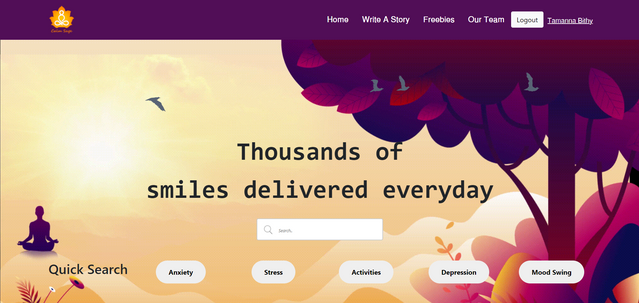 Home Write A Story Freebies Our Team Logout Tamanna Bithy
Thousands of
smiles delivered everyday
Search..
Quick Search Anxiety Stress Activities Depression Mood Swing